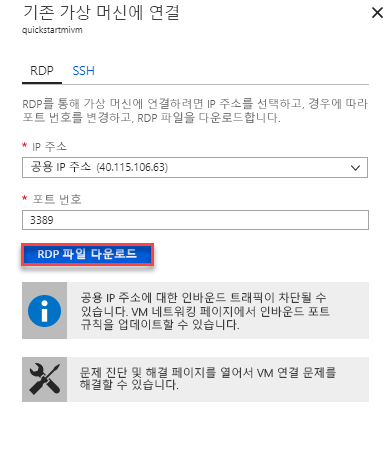 기존 가상 머신에 연결
quickstartmivm
RDP SSH
RDP를 통해 가상 머신에 연결하려면 IP 주소를 선택하고, 경우에 따라
포트 번호를 변경하고, RDP 파일을 다운로드합니다.
* IP 주소
공용 IP 주소 (40.115.106.63)
* 포트 번호
3389
RDP 파일 다운로드
공용 IP 주소에 대한 인바운드 트래픽이 차단될 수
있습니다. VM 네트워킹 페이지에서 인바운드 포트
규칙을 업데이트할 수 있습니다.
문제 진단 및 해결 페이지를 열어서 VM 연결 문제를
해결할 수 있습니다.